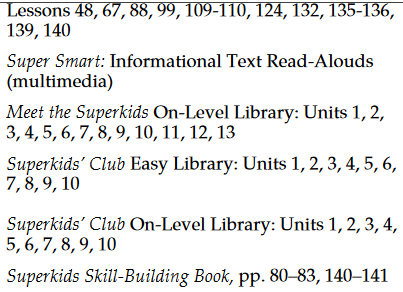 Lessons 48, 67, 88, 99, 109-110, 124, 132, 135-136,
139, 140
Super Smart: Informational Text Read-Alouds
(multimedia)
Meet the Superkids On-Level Library: Units 1, 2,
3, 4, 5, 6, 7, 8, 9, 10, 11, 12, 13
Superkids' Club Easy Library: Units 1, 2, 3, 4, 5, 6,
7, 8, 9, 10
Superkids' Club On-Level Library: Units 1, 2, 3, 4,
5, 6, 7, 8, 9, 10
Superkids Skill-Building Book, pp. 80–83, 140–141